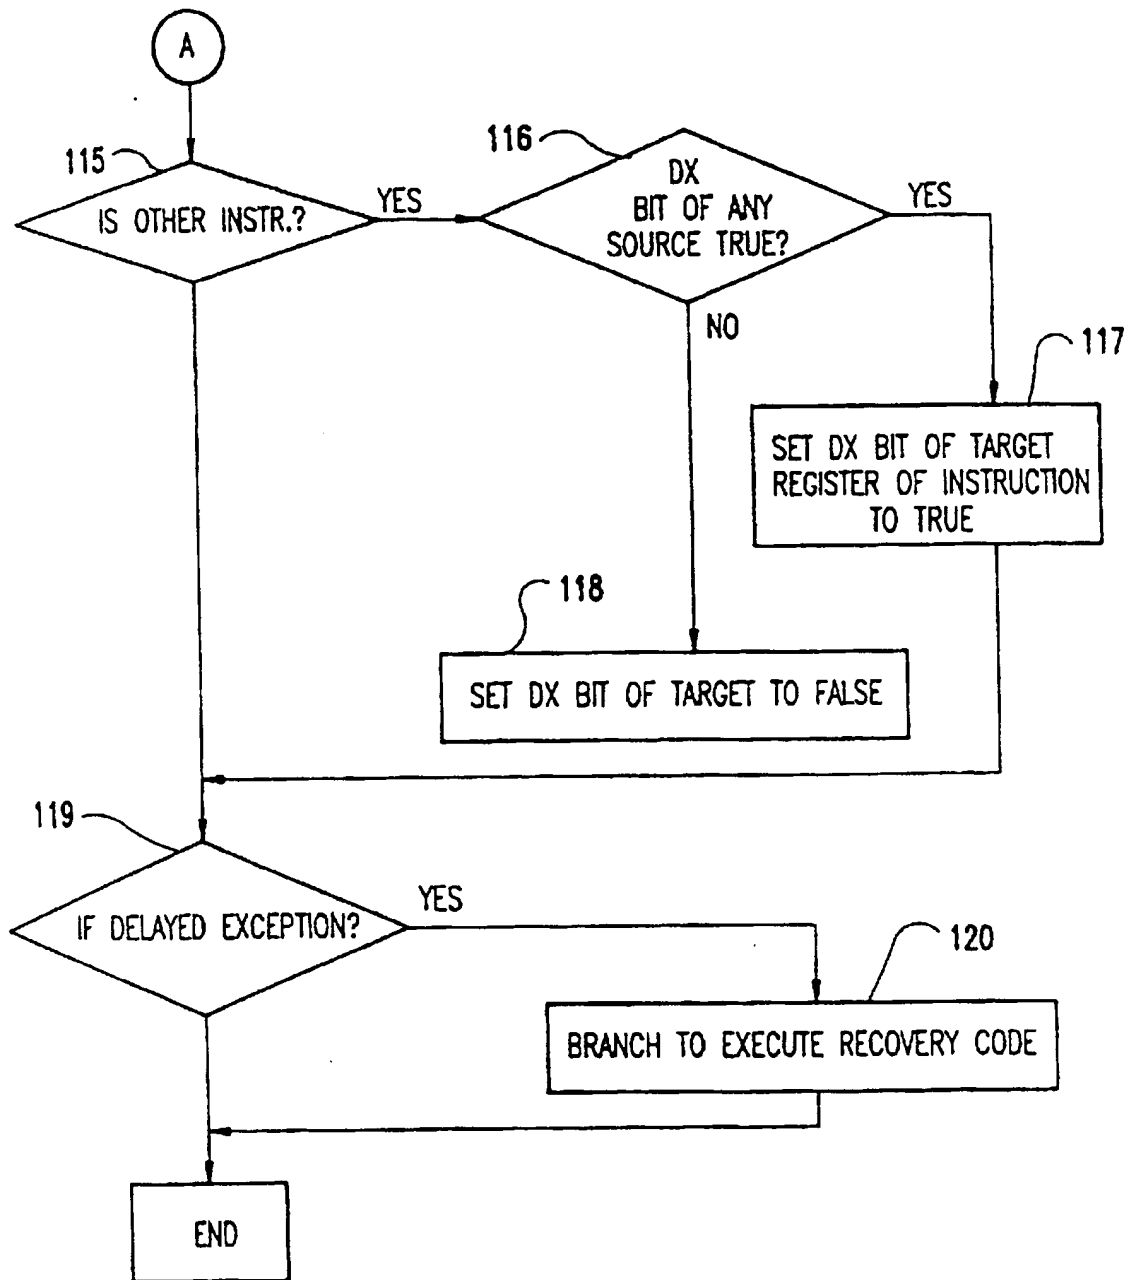 A
115
IS OTHER INSTR.?
YES
116
DX
BIT OF ANY
SOURCE TRUE?
YES
NO
117
SET DX BIT OF TARGET
REGISTER OF INSTRUCTION
TO TRUE
118
SET DX BIT OF TARGET TO FALSE
119
IF DELAYED EXCEPTION?
YES
120
BRANCH TO EXECUTE RECOVERY CODE
END